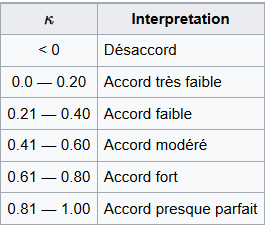 κ Interpretation
< 0 Désaccord
0.0 — 0.20 Accord très faible
0.21 — 0.40 Accord faible
0.41 — 0.60 Accord modéré
0.61 — 0.80 Accord fort
0.81 — 1.00 Accord presque parfait